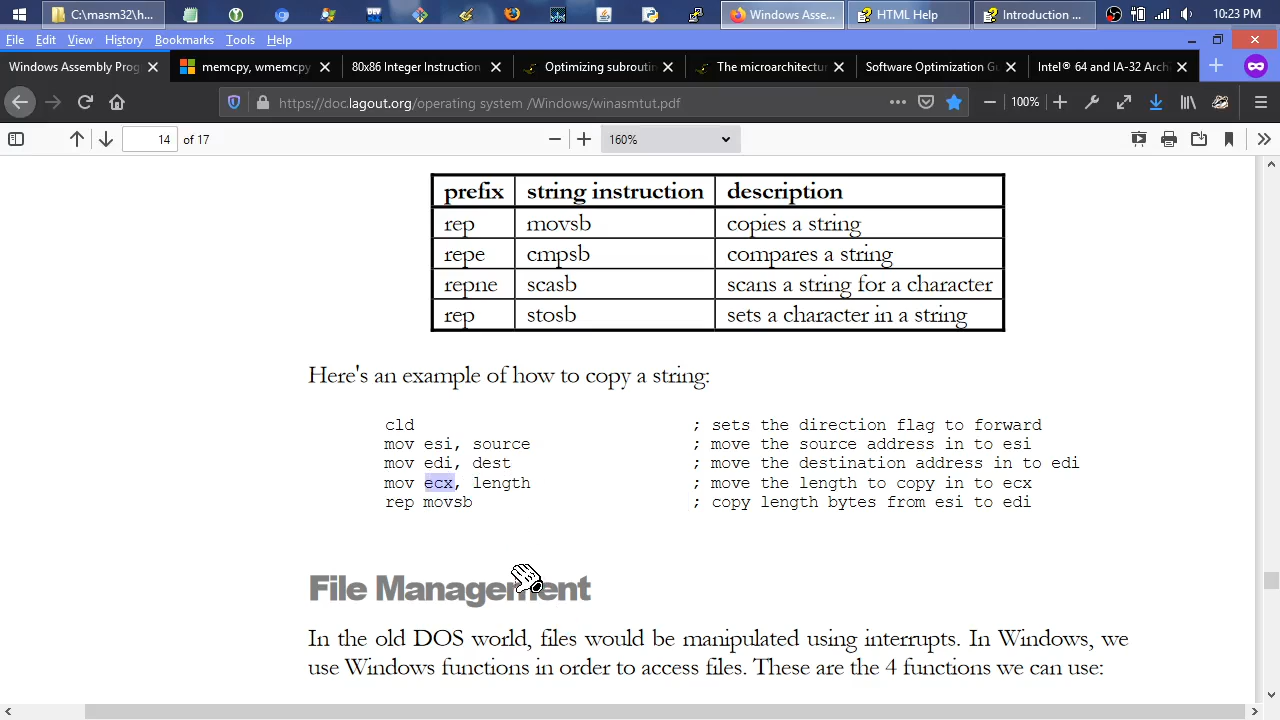 C:\masm32\h...
Windows Asse...
HTML Help
Introduction ...
10:23 PM
File Edit View History Bookmarks Tools Help
Windows Assembly Prog
memcpy, wmemcpy
80x86 Integer Instruction
Optimizing subroutin
The microarchitectur
Software Optimization Gu
Intel® 64 and IA-32 Archi
https://doc.lagout.org/operating system /Windows/winasmtut.pdf
100%
14 of 17
160%
prefix string instruction description
rep movsb copies a string
repe cmpsb compares a string
repne scasb scans a string for a character
rep stosb sets a character in a string
Here's an example of how to copy a string:
cld ; sets the direction flag to forward
mov esi, source ; move the source address in to esi
mov edi, dest ; move the destination address in to edi
mov ecx, length ; move the length to copy in to ecx
rep movsb ; copy length bytes from esi to edi
File Management
In the old DOS world, files would be manipulated using interrupts. In Windows, we
use Windows functions in order to access files. These are the 4 functions we can use: